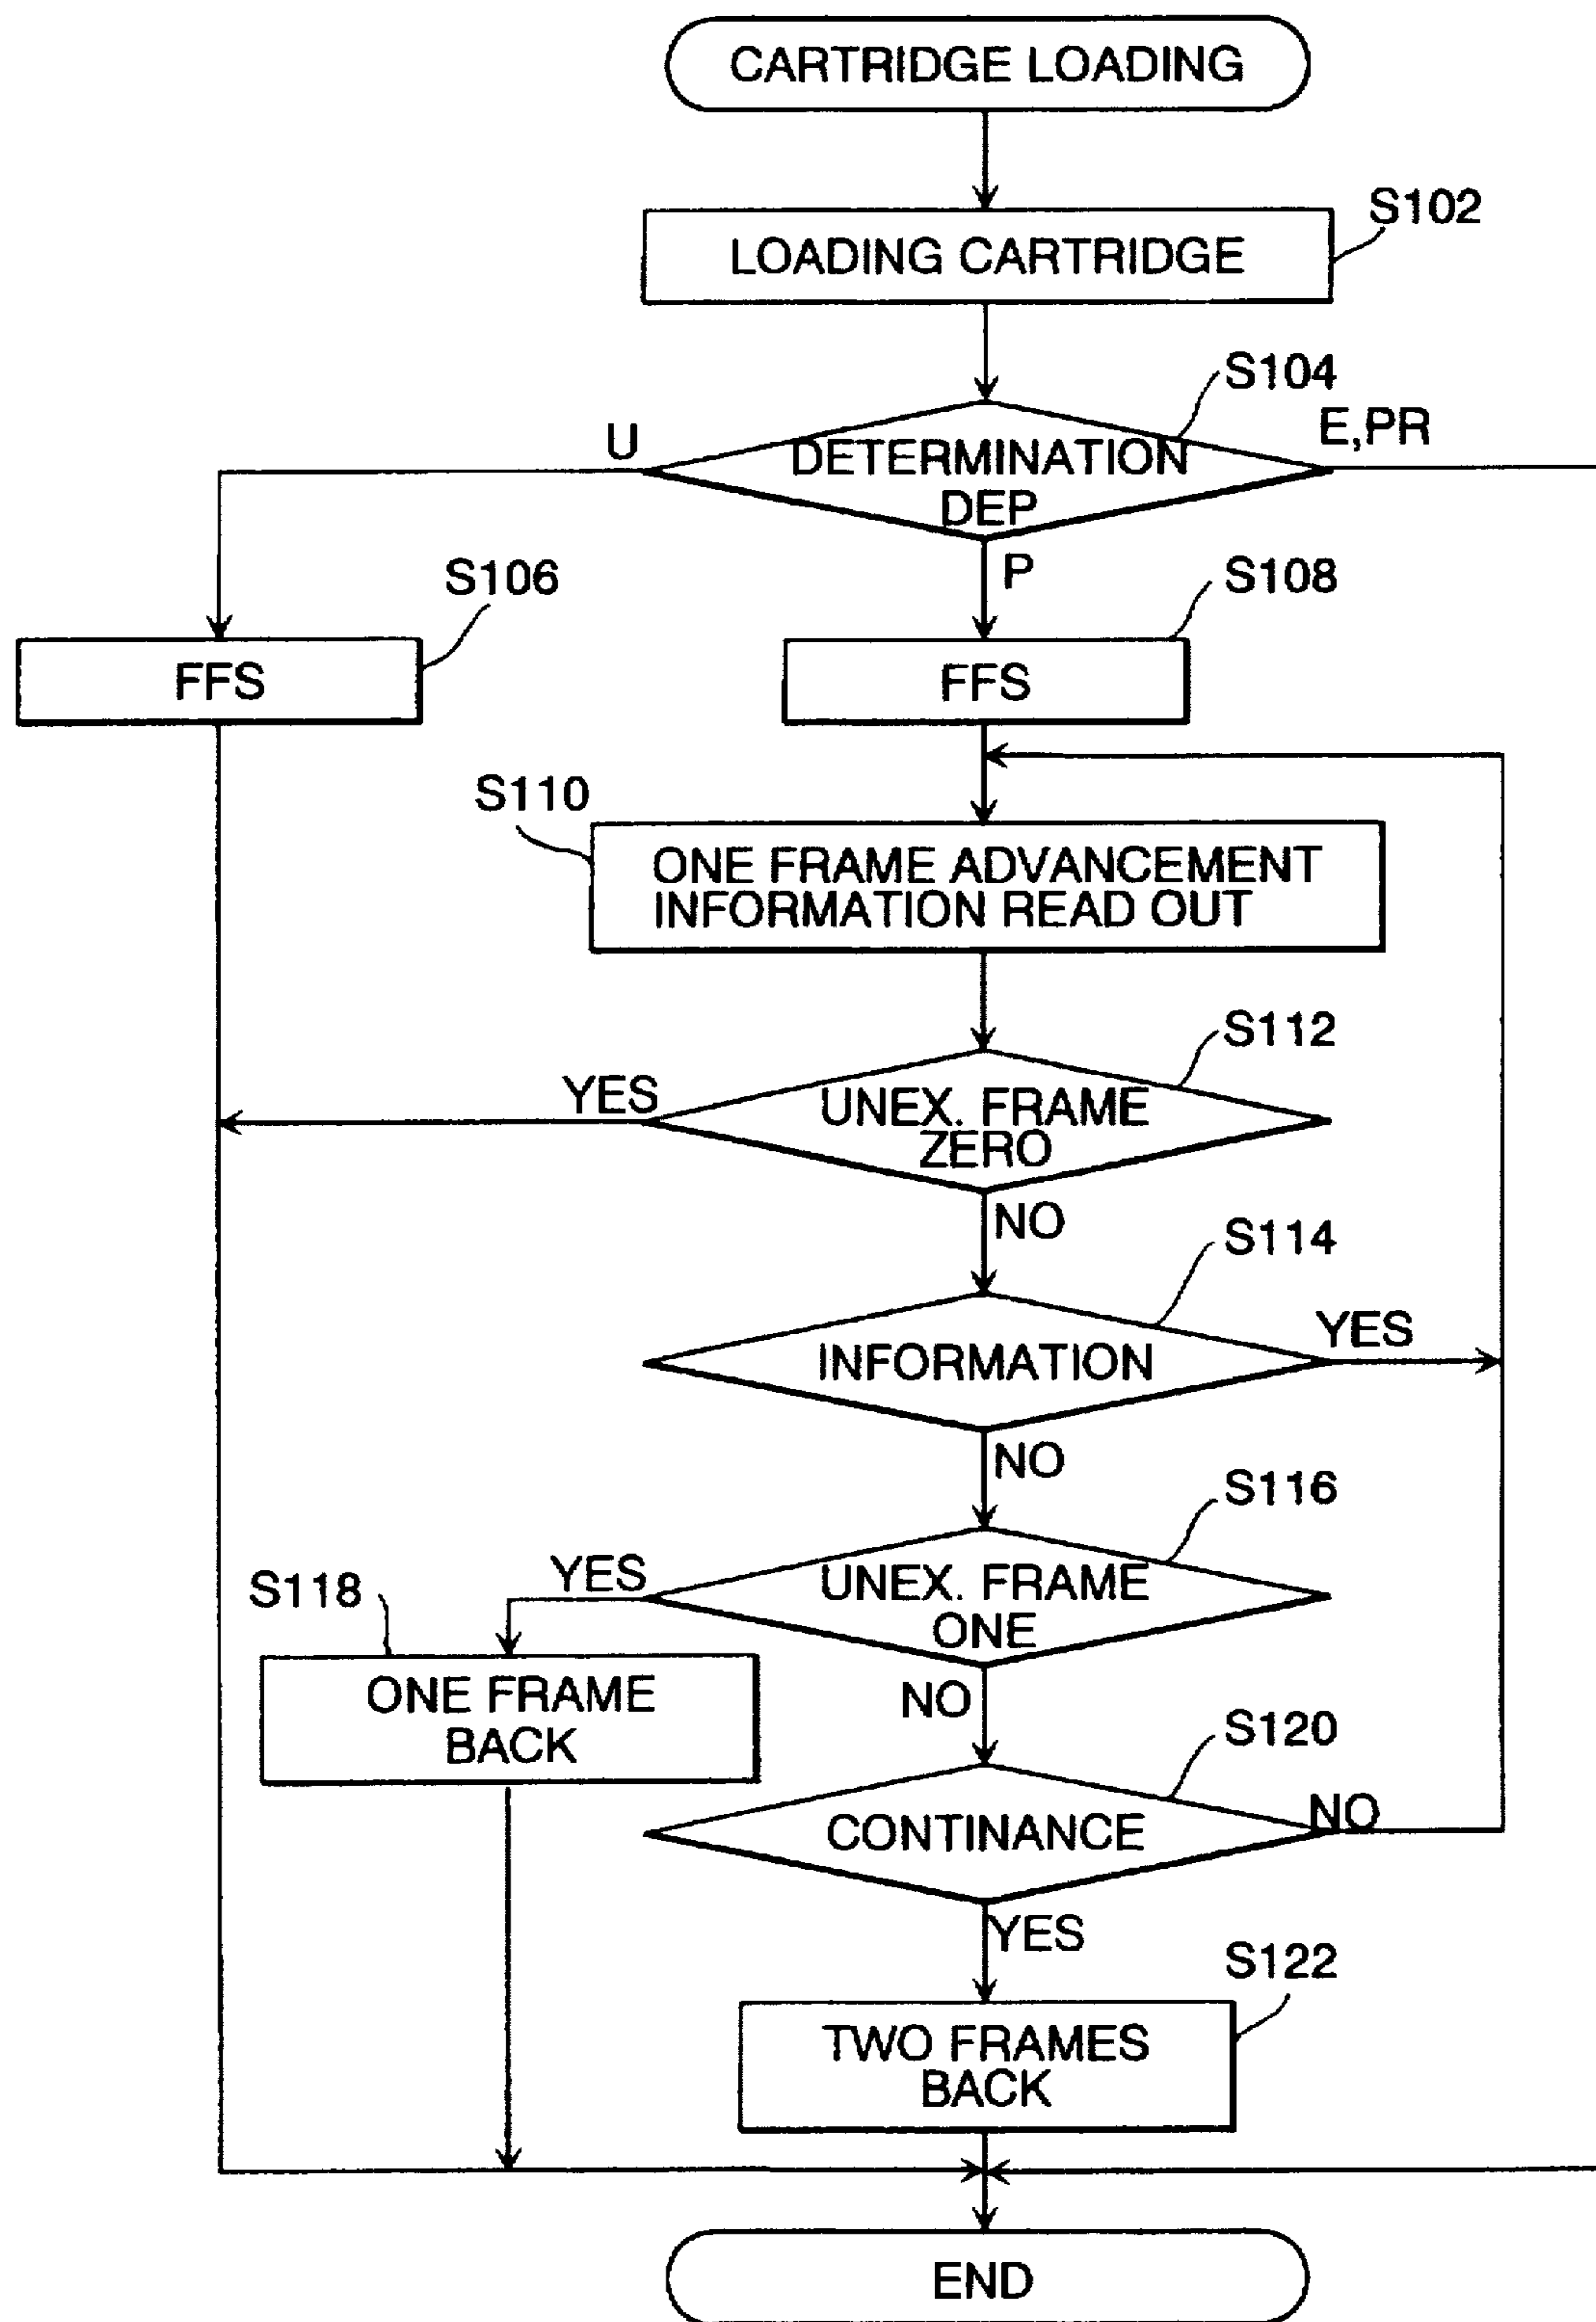 CARTRIDGE LOADING
S102
LOADING CARTRIDGE
S104
U
E,PR
DETERMINATION
DEP
P
S106
S108
FFS
FFS
S110
ONE FRAME ADVANCEMENT
INFORMATION READ OUT
S112
YES
UNEX. FRAME
ZERO
NO
S114
YES
INFORMATION
NO
S116
YES
UNEX. FRAME
ONE
S118
ONE FRAME
BACK
NO
S120
NO
CONTINANCE
YES
S122
TWO FRAMES
BACK
END